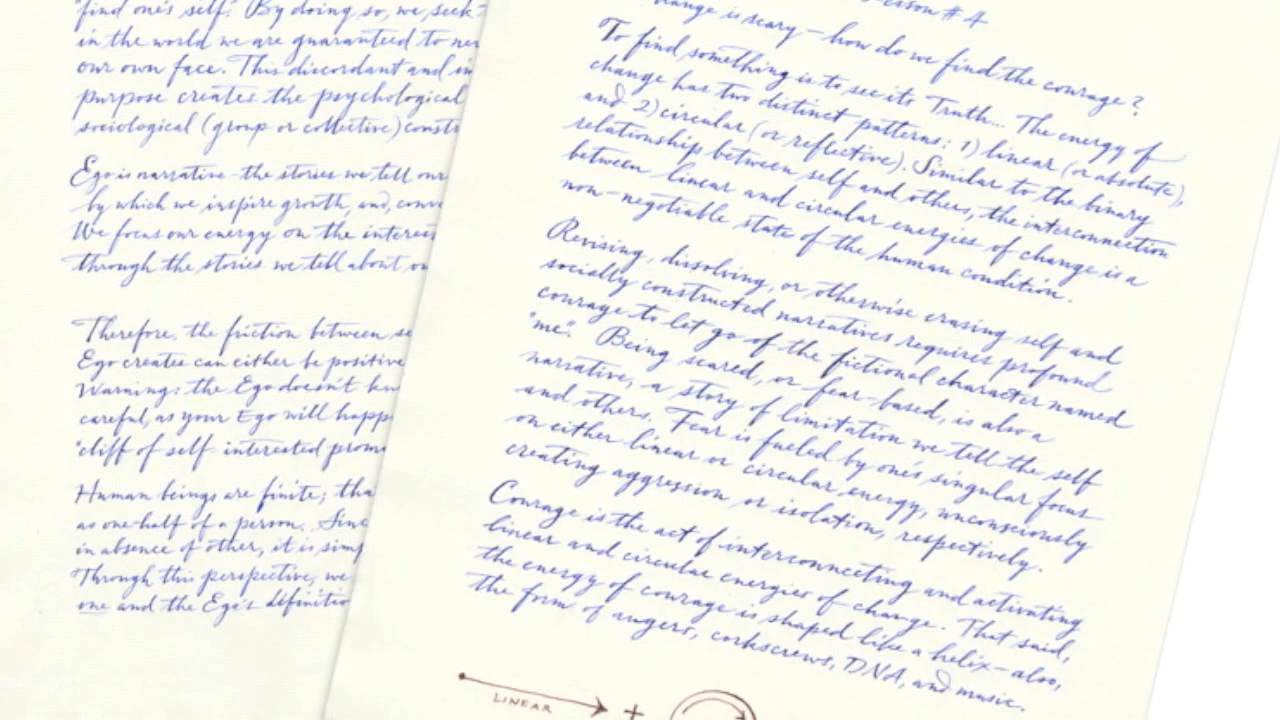 "find one's self". By doing so, we seek
in the world we are guaranteed to
our own face. This discordant and
purpose creates the psychological
sociological (group or collective)
Ego is narrative - the stories we tell
by which we inspire growth, and,
We focus our energy on the
through the stories we tell about
Therefore, the friction between
Ego creates can either be positive
Warning: the Ego doesn't
careful, as your Ego will
"cliff of self-interested
Human beings are finite;
as one-half of a person.
in absence of other, it is
Through this perspective, we
one and the Ego's
# 4
is scary - how do we find the courage?
To find something is to see its Truth... The energy of
change has two distinct patterns: 1) linear (or absolute),
and 2) circular (or reflective). Similar to the binary
relationship between self and others, the interconnection
between linear and circular energies of change is a
non-negotiable state of the human condition.
Revising, dissolving, or otherwise erasing self and
socially constructed narratives requires profound
courage to let go of the fictional character named
"me". Being scared, or fear-based, is also a
narrative, a story of limitation we tell the self
and others. Fear is fueled by one's singular focus
on either linear or circular energy, unconsciously
creating aggression or isolation, respectively.
Courage is the act of interconnecting and activating
linear and circular energies of change. That said,
the energy of courage is shaped like a helix - also,
the form of augers, corkscrews, DNA, and music.
LINEAR +